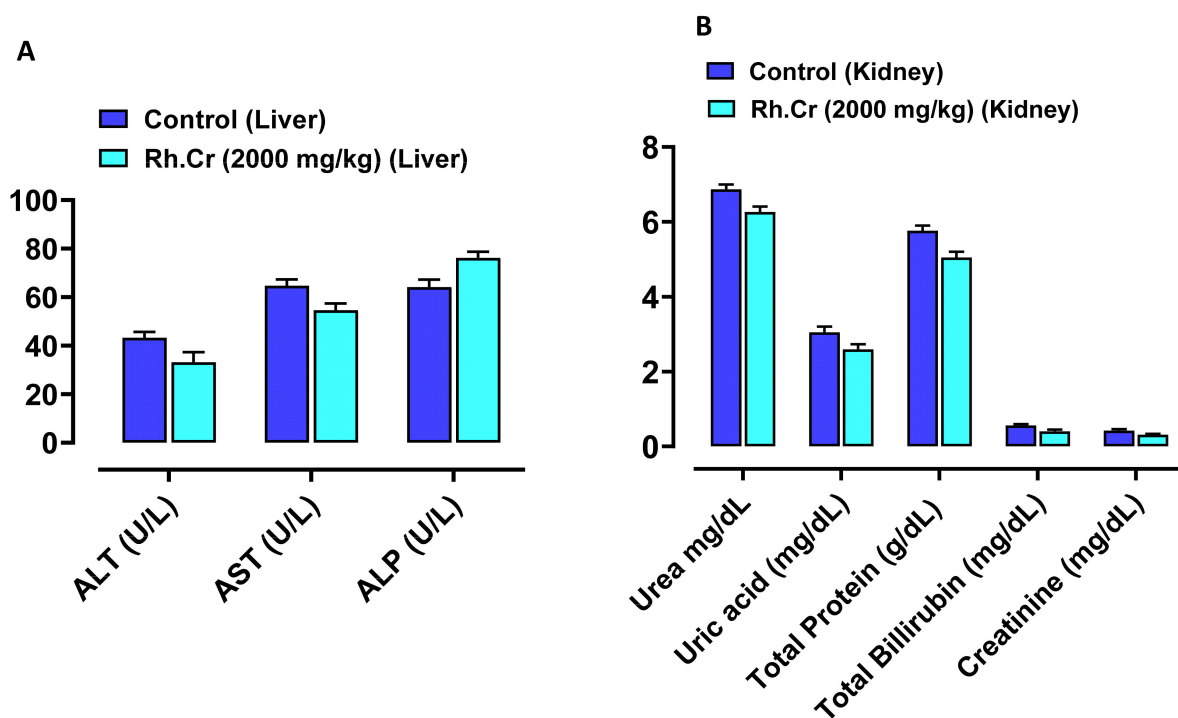 A
Control (Liver)
Rh.Cr (2000 mg/kg) (Liver)
100
80
60
40
20
0
ALT (U/L)
AST (U/L)
ALP (U/L)
B
Control (Kidney)
Rh.Cr (2000 mg/kg) (Kidney)
8
6
4
2
0
Urea mg/dL
Uric acid (mg/dL)
Total Protein (g/dL)
Total Billirubin (mg/dL)
Creatinine (mg/dL)